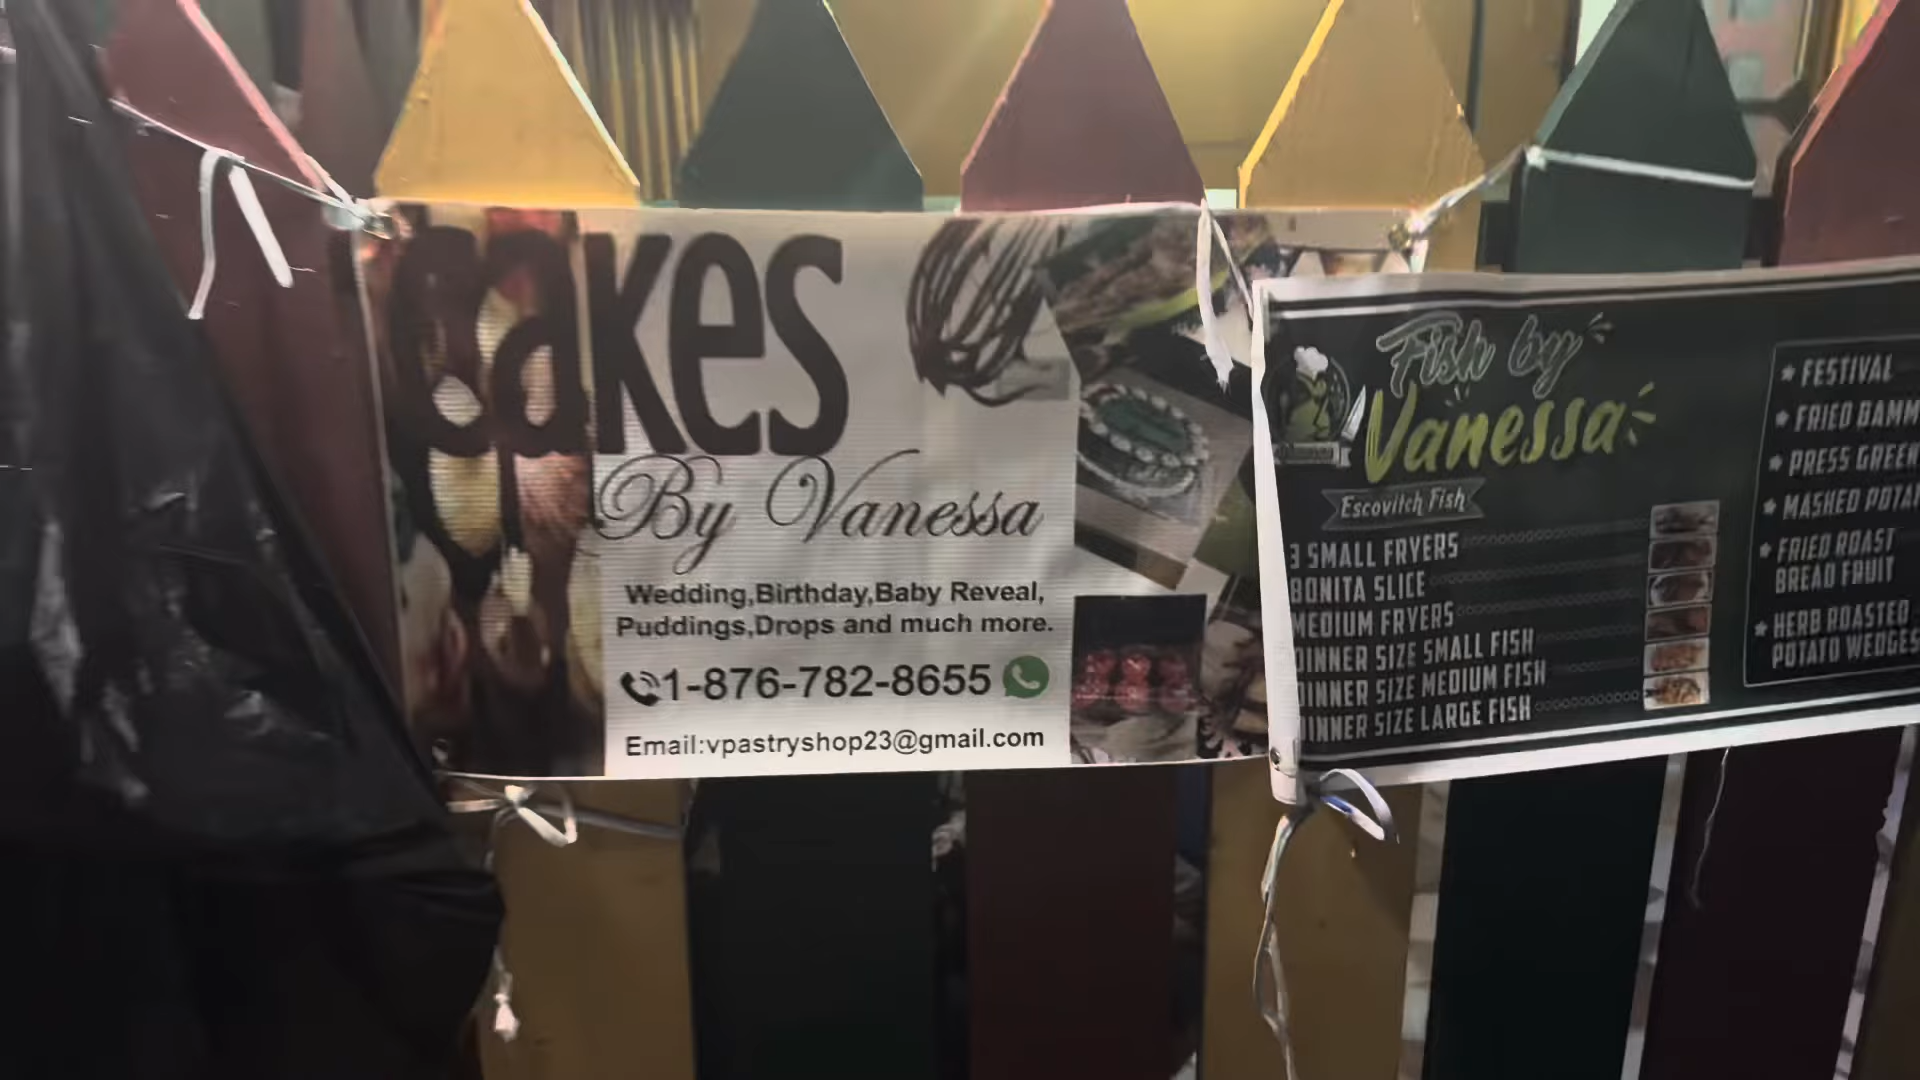 cakes
By Vanessa
Wedding,Birthday,Baby Reveal,
Puddings,Drops and much more.
1-876-782-8655
Email:vpastryshop23@gmail.com
Fish by
Vanessa
Escovitch Fish
3 SMALL FRYERS
BONITA SLICE
MEDIUM FRYERS
DINNER SIZE SMALL FISH
DINNER SIZE MEDIUM FISH
DINNER SIZE LARGE FISH
★ FESTIVAL
★ FRIED BAMM
★ PRESS GREEN
★ MASHED POTA
★ FRIED ROAST
BREAD FRUIT
★ HERB ROASTED
POTATO WEDGES